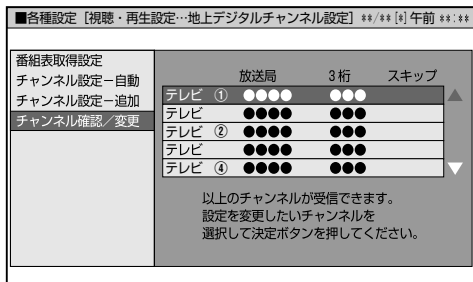 ■各種設定［視聴・再生設定…地上デジタルチャンネル設定］ **/** [*] 午前 **:**
番組表取得設定
チャンネル設定－自動
チャンネル設定－追加
チャンネル確認／変更
放送局 3桁 スキップ
テレビ ① ●●●● ●●●
テレビ ●●●● ●●●
テレビ ② ●●●● ●●●
テレビ ●●●● ●●●
テレビ ④ ●●●● ●●●
以上のチャンネルが受信できます。
設定を変更したいチャンネルを
選択して決定ボタンを押してください。